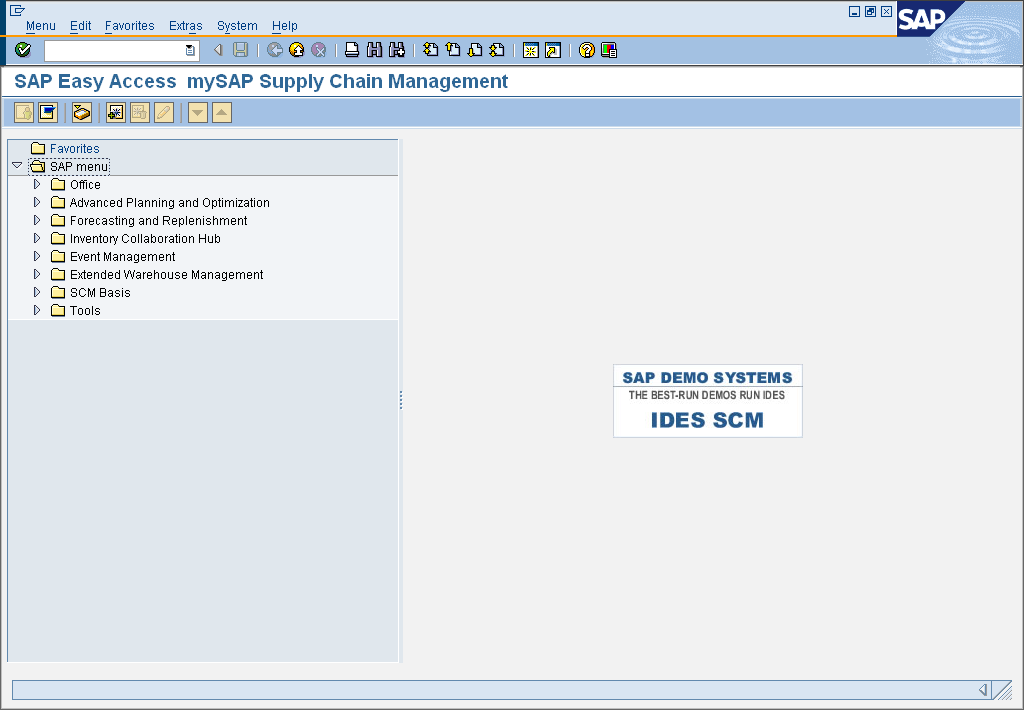 Menu Edit Favorites Extras System Help
SAP
SAP Easy Access mySAP Supply Chain Management
Favorites
SAP menu
Office
Advanced Planning and Optimization
Forecasting and Replenishment
Inventory Collaboration Hub
Event Management
Extended Warehouse Management
SCM Basis
Tools
SAP DEMO SYSTEMS
THE BEST-RUN DEMOS RUN IDES
IDES SCM